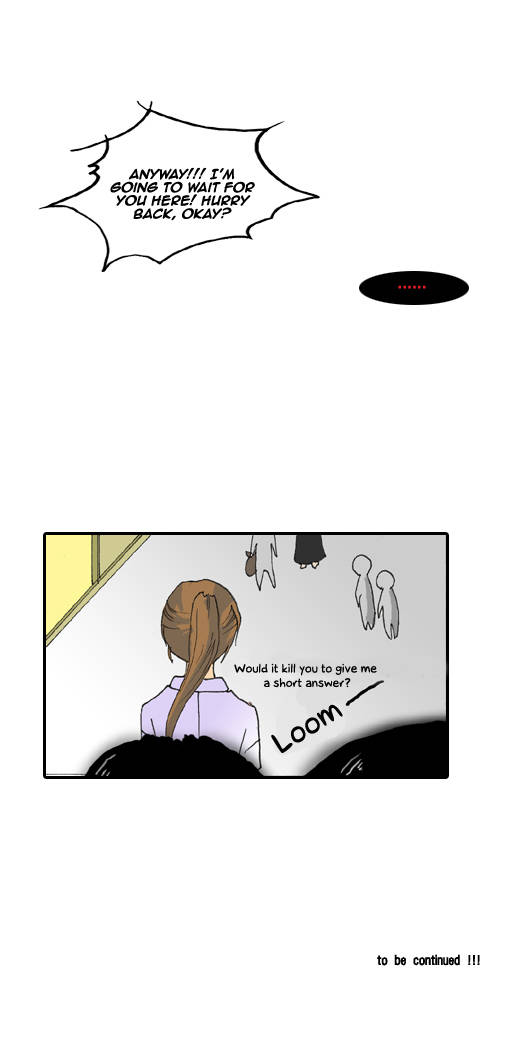 ANYWAY!!! I'M
GOING TO WAIT FOR
YOU HERE! HURRY
BACK, OKAY?
......
Would it kill you to give me
a short answer?
Loom
to be continued !!!